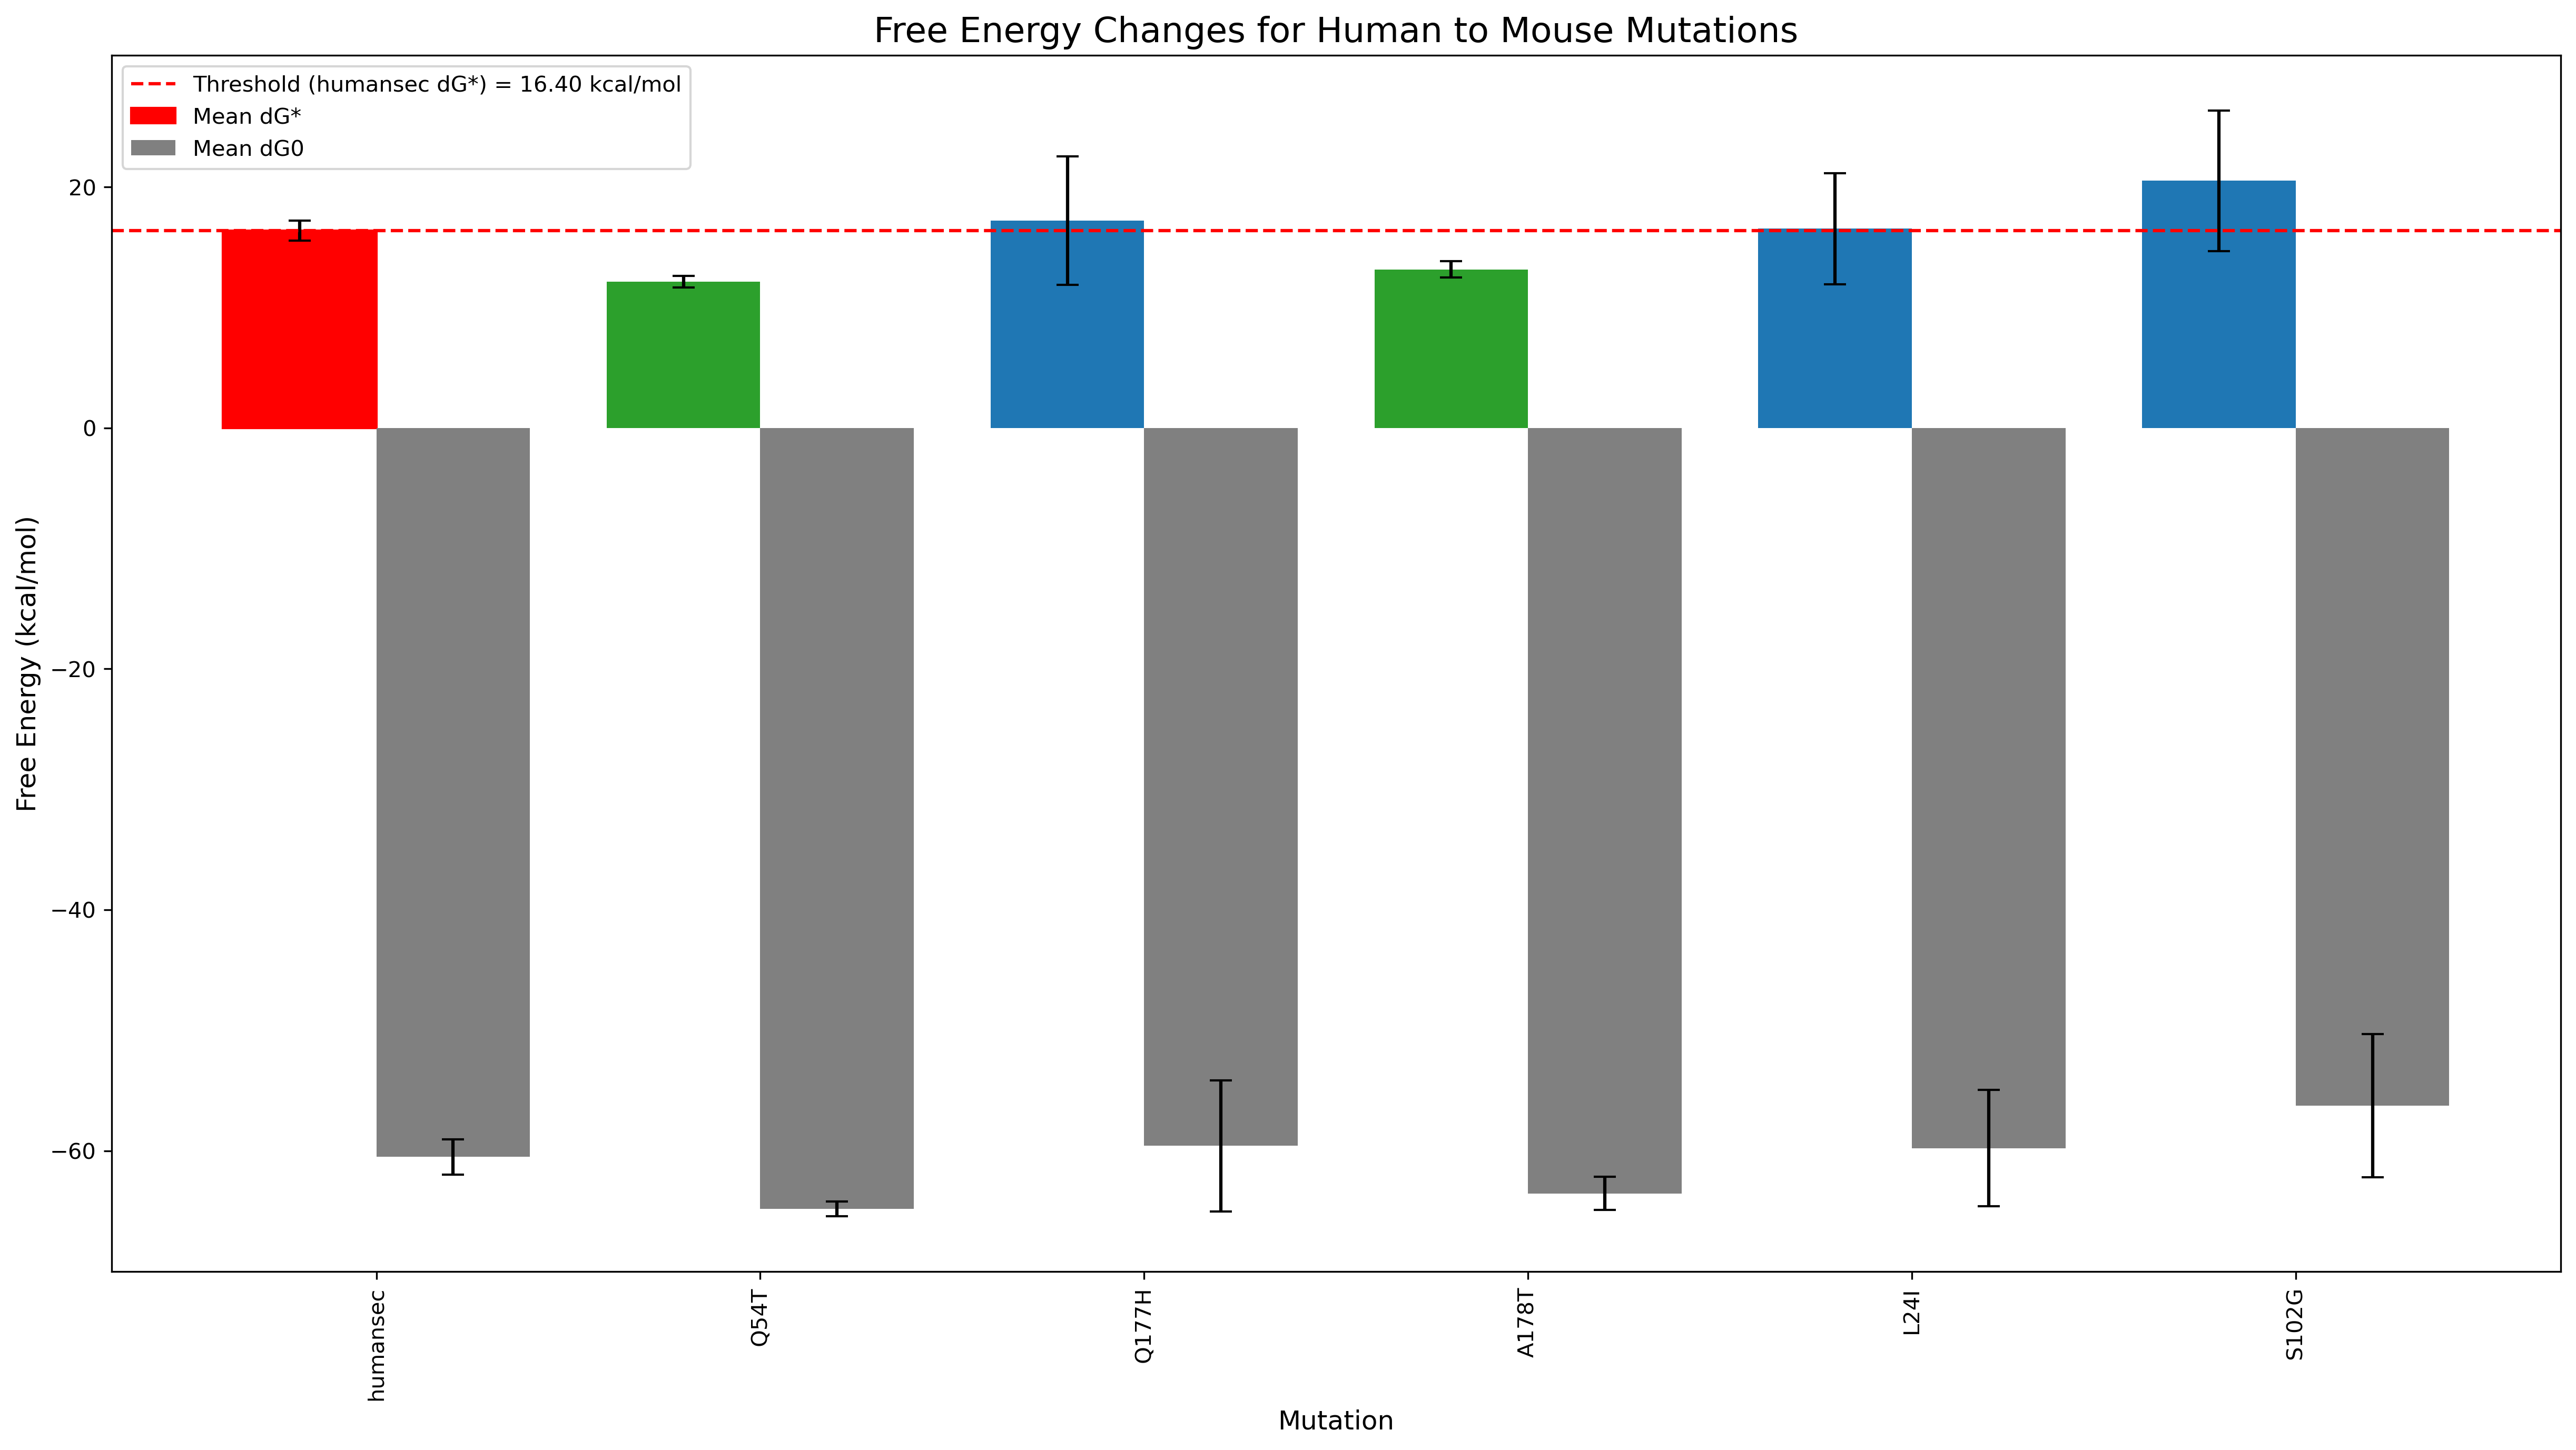 Free Energy Changes for Human to Mouse Mutations
Threshold (humansec dG*) = 16.40 kcal/mol
Mean dG*
Mean dG0
20
0
−20
−40
−60
Free Energy (kcal/mol)
humansec
Q54T
Q177H
A178T
L24I
S102G
Mutation